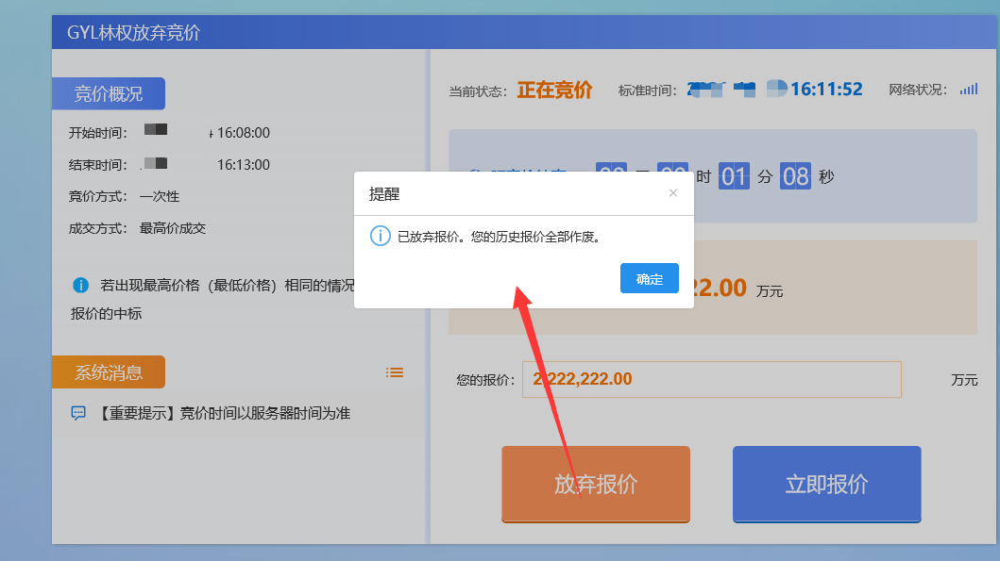 GYL林权放弃竞价
竞价概况
开始时间： 16:08:00
结束时间： 16:13:00
竞价方式： 一次性
成交方式： 最高价成交
若出现最高价格（最低价格）相同的情况
报价的中标
系统消息
【重要提示】竞价时间以服务器时间为准
当前状态： 正在竞价 标准时间： 16:11:52 网络状况：
时 01 分 08 秒
提醒 ×
已放弃报价。您的历史报价全部作废。
确定
22.00 万元
您的报价： 2,222,222.00 万元
放弃报价 立即报价